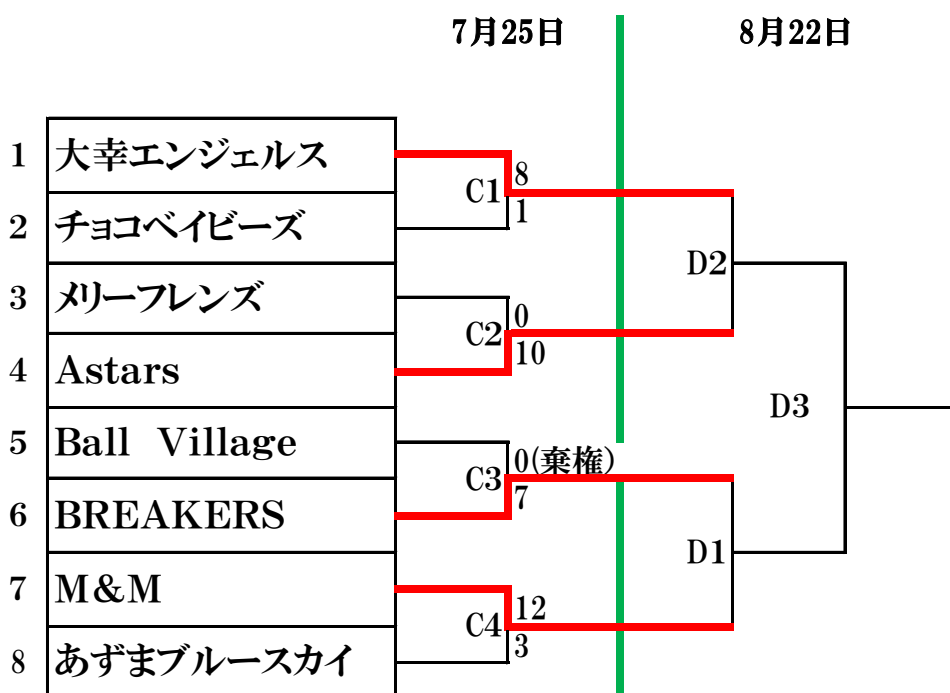 7月25日
8月22日
1 大幸エンジェルス
8
C1
1
2 チョコベイビーズ
D2
3 メリーフレンズ
0
C2
10
4 Astars
D3
5 Ball Village
0(棄権)
C3
7
6 BREAKERS
D1
7 M&M
12
C4
3
8 あずまブルースカイ